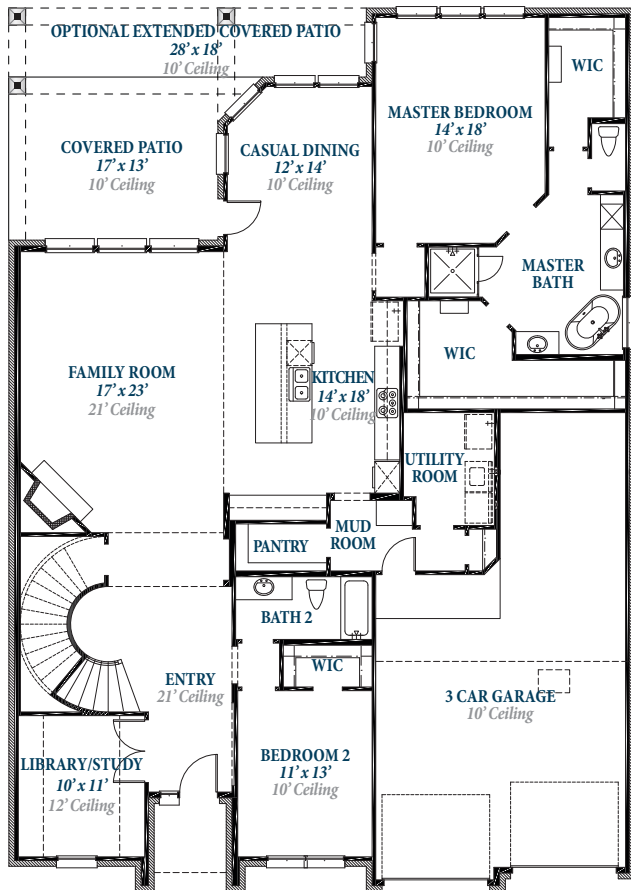 OPTIONAL EXTENDED COVERED PATIO
28' x 18'
10' Ceiling
WIC
MASTER BEDROOM
14' x 18'
10' Ceiling
COVERED PATIO
17' x 13'
10' Ceiling
CASUAL DINING
12' x 14'
10' Ceiling
MASTER
BATH
WIC
FAMILY ROOM
17' x 23'
21' Ceiling
KITCHEN
14' x 18'
10' Ceiling
UTILITY
ROOM
MUD
ROOM
PANTRY
BATH 2
WIC
ENTRY
21' Ceiling
3 CAR GARAGE
10' Ceiling
LIBRARY/STUDY
10' x 11'
12' Ceiling
BEDROOM 2
11' x 13'
10' Ceiling